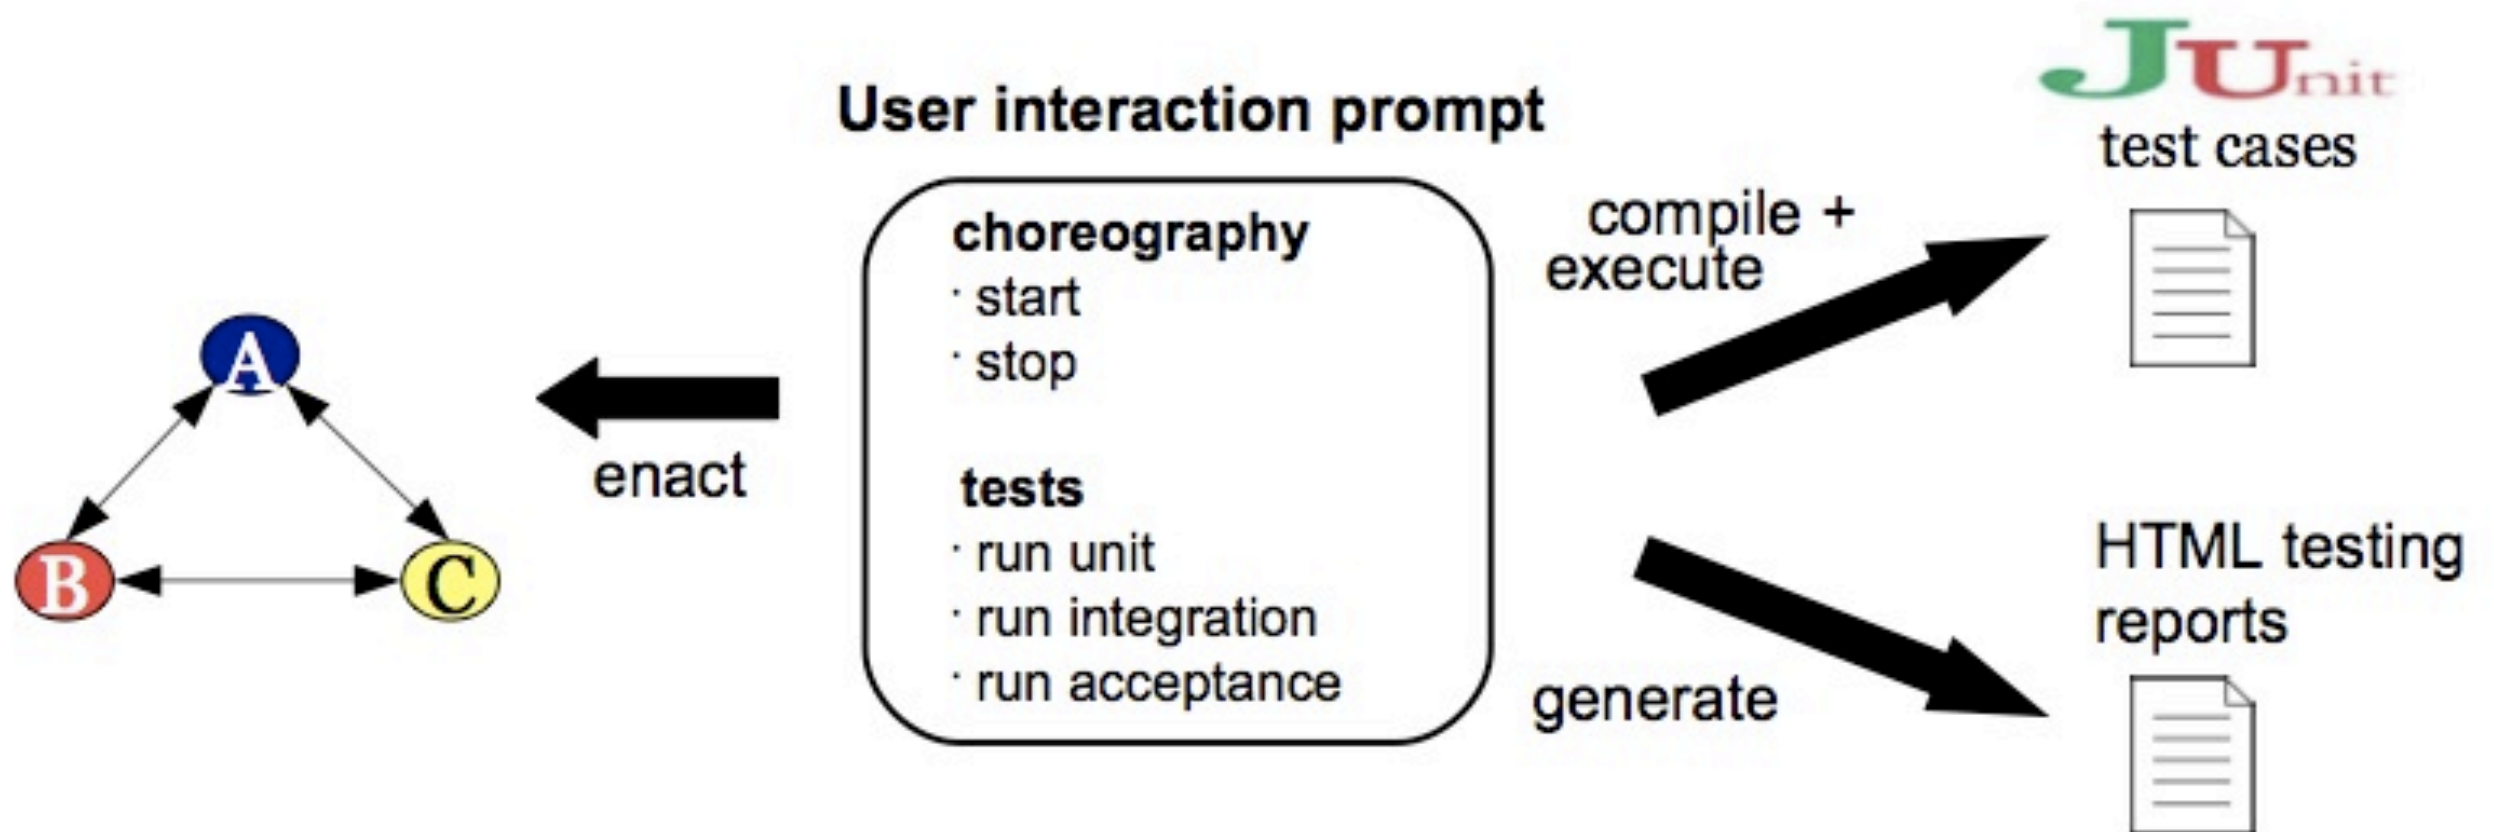 User interaction prompt
choreography
· start
· stop
tests
· run unit
· run integration
· run acceptance
A
B
C
enact
compile +
execute
generate
JUnit
test cases
HTML testing
reports